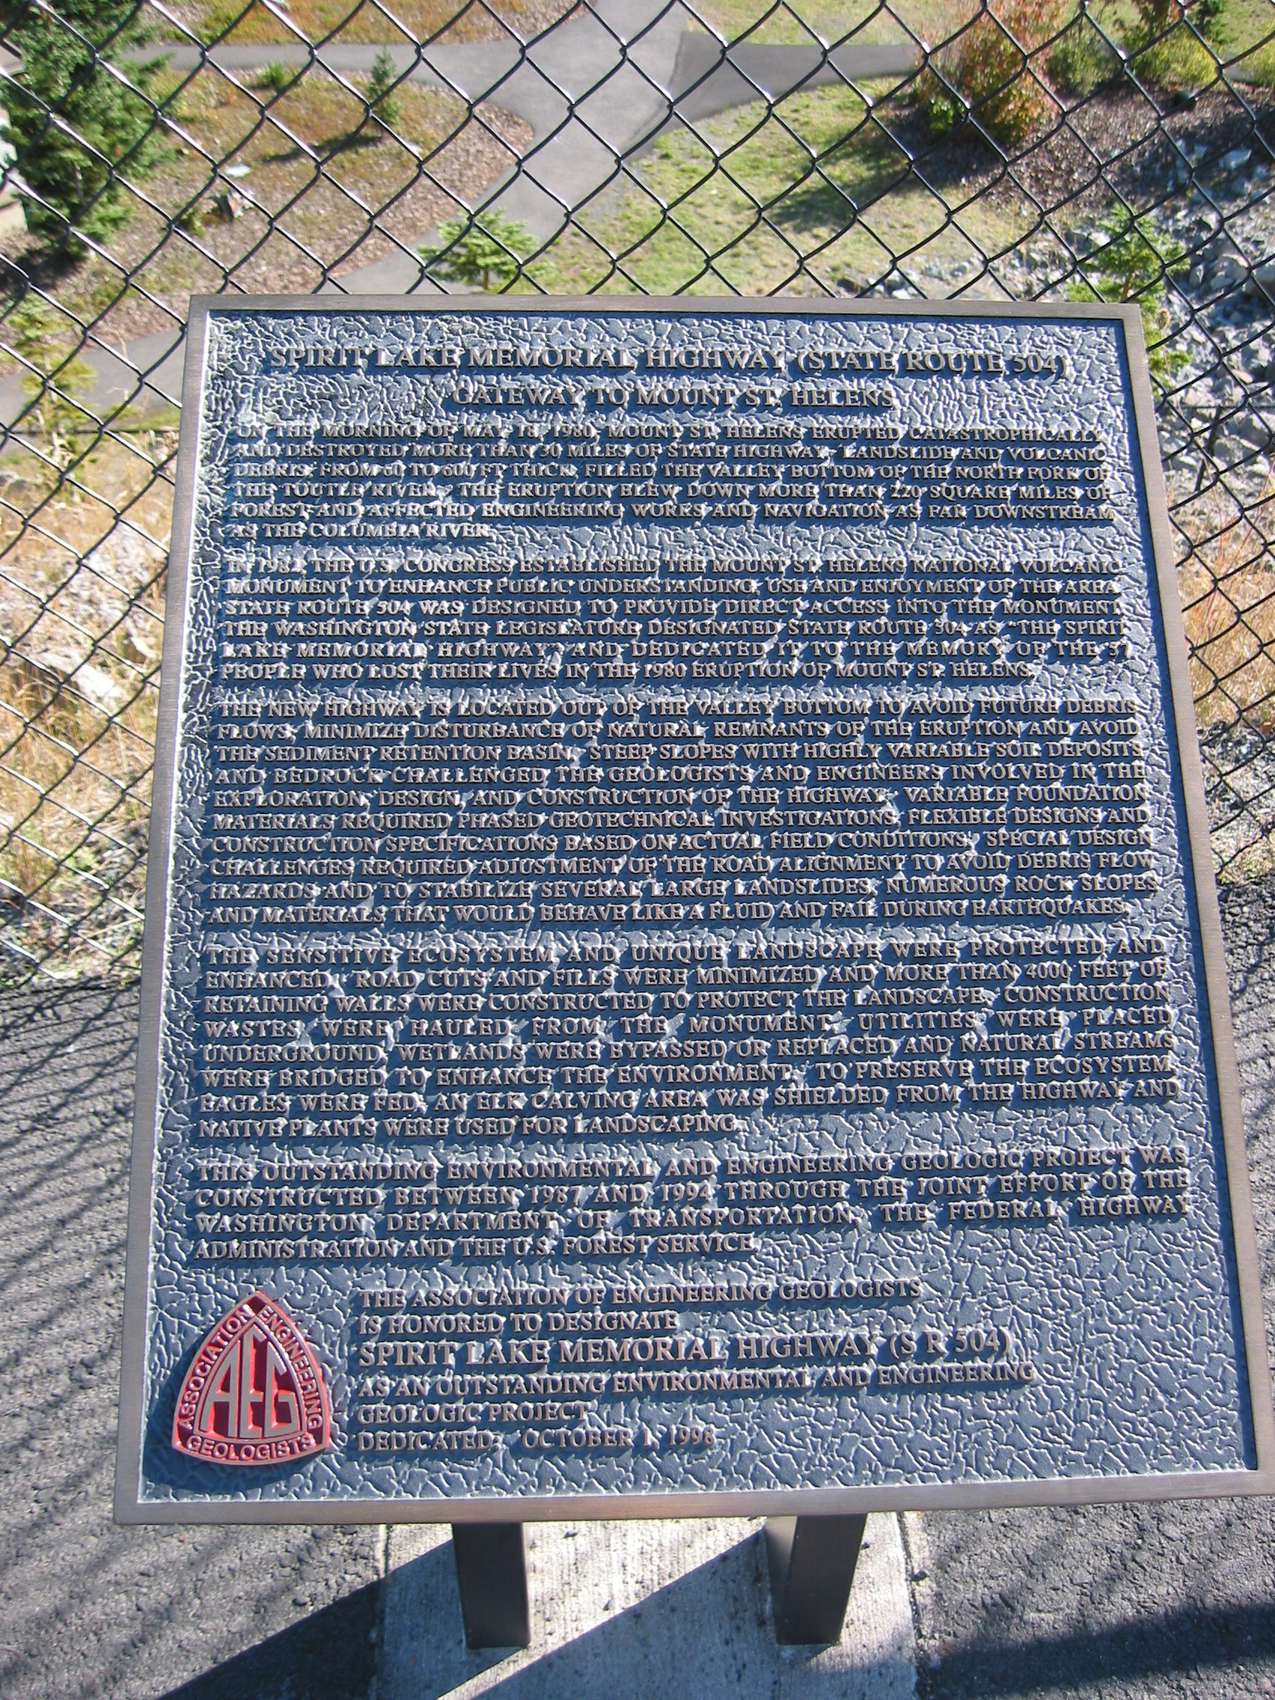 SPIRIT LAKE MEMORIAL HIGHWAY (STATE ROUTE 504)
GATEWAY TO MOUNT ST. HELENS
ON THE MORNING OF MAY 18, 1980, MOUNT ST. HELENS ERUPTED CATASTROPHICALLY
AND DESTROYED MORE THAN 30 MILES OF STATE HIGHWAY. LANDSLIDE AND VOLCANIC
DEBRIS, FROM 60 TO 600 FT THICK, FILLED THE VALLEY BOTTOM OF THE NORTH FORK OF
THE TOUTLE RIVER. THE ERUPTION BLEW DOWN MORE THAN 220 SQUARE MILES OF
FOREST AND AFFECTED ENGINEERING WORKS AND NAVIGATION AS FAR DOWNSTREAM
AS THE COLUMBIA RIVER.
IN 1982, THE U.S. CONGRESS ESTABLISHED THE MOUNT ST. HELENS NATIONAL VOLCANIC
MONUMENT TO ENHANCE PUBLIC UNDERSTANDING, USE AND ENJOYMENT OF THE AREA.
STATE ROUTE 504 WAS DESIGNED TO PROVIDE DIRECT ACCESS INTO THE MONUMENT.
THE WASHINGTON STATE LEGISLATURE DESIGNATED STATE ROUTE 504 AS "THE SPIRIT
LAKE MEMORIAL HIGHWAY" AND DEDICATED IT TO THE MEMORY OF THE 57
PEOPLE WHO LOST THEIR LIVES IN THE 1980 ERUPTION OF MOUNT ST. HELENS.
THE NEW HIGHWAY IS LOCATED OUT OF THE VALLEY BOTTOM TO AVOID FUTURE DEBRIS
FLOWS, MINIMIZE DISTURBANCE OF NATURAL REMNANTS OF THE ERUPTION AND AVOID
THE SEDIMENT RETENTION BASIN. STEEP SLOPES WITH HIGHLY VARIABLE SOIL DEPOSITS
AND BEDROCK CHALLENGED THE GEOLOGISTS AND ENGINEERS INVOLVED IN THE
EXPLORATION, DESIGN, AND CONSTRUCTION OF THE HIGHWAY. VARIABLE FOUNDATION
MATERIALS REQUIRED PHASED GEOTECHNICAL INVESTIGATIONS, FLEXIBLE DESIGNS AND
CONSTRUCTION SPECIFICATIONS BASED ON ACTUAL FIELD CONDITIONS. SPECIAL DESIGN
CHALLENGES REQUIRED ADJUSTMENT OF THE ROAD ALIGNMENT TO AVOID DEBRIS FLOW
HAZARDS AND TO STABILIZE SEVERAL LARGE LANDSLIDES, NUMEROUS ROCK SLOPES
AND MATERIALS THAT WOULD BEHAVE LIKE A FLUID AND FAIL DURING EARTHQUAKES.
THE SENSITIVE ECOSYSTEM AND UNIQUE LANDSCAPE WERE PROTECTED AND
ENHANCED. ROAD CUTS AND FILLS WERE MINIMIZED AND MORE THAN 4000 FEET OF
RETAINING WALLS WERE CONSTRUCTED TO PROTECT THE LANDSCAPE. CONSTRUCTION
WASTES WERE HAULED FROM THE MONUMENT. UTILITIES WERE PLACED
UNDERGROUND, WETLANDS WERE BYPASSED OR REPLACED AND NATURAL STREAMS
WERE BRIDGED TO ENHANCE THE ENVIRONMENT. TO PRESERVE THE ECOSYSTEM,
EAGLES WERE FED, AN ELK CALVING AREA WAS SHIELDED FROM THE HIGHWAY AND
NATIVE PLANTS WERE USED FOR LANDSCAPING.
THIS OUTSTANDING ENVIRONMENTAL AND ENGINEERING GEOLOGIC PROJECT WAS
CONSTRUCTED BETWEEN 1987 AND 1994 THROUGH THE JOINT EFFORT OF THE
WASHINGTON DEPARTMENT OF TRANSPORTATION, THE FEDERAL HIGHWAY
ADMINISTRATION AND THE U.S. FOREST SERVICE.
THE ASSOCIATION OF ENGINEERING GEOLOGISTS
IS HONORED TO DESIGNATE
SPIRIT LAKE MEMORIAL HIGHWAY (S R 504)
AS AN OUTSTANDING ENVIRONMENTAL AND ENGINEERING
GEOLOGIC PROJECT
DEDICATED: OCTOBER 1, 1998
ASSOCIATION ENGINEERING
AEG
GEOLOGISTS